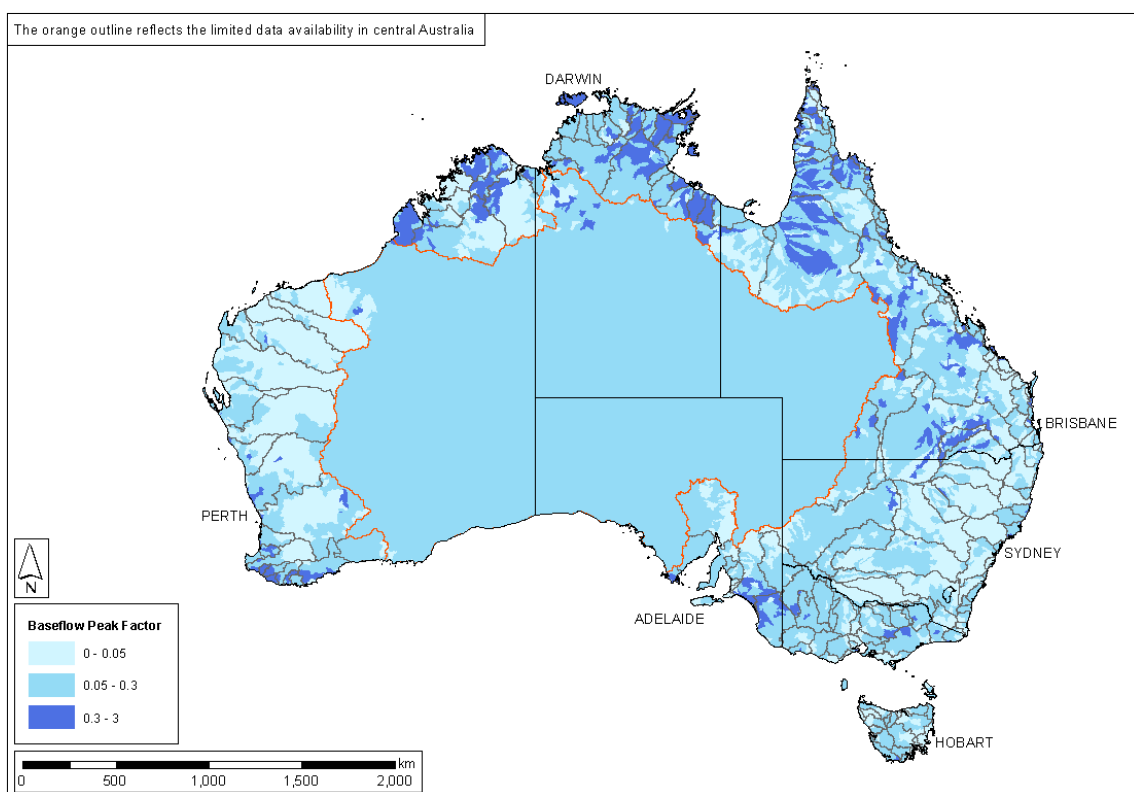 The orange outline reflects the limited data availability in central Australia
DARWIN
BRISBANE
PERTH
SYDNEY
ADELAIDE
HOBART
N
Baseflow Peak Factor
0 - 0.05
0.05 - 0.3
0.3 - 3
km
0 500 1,000 1,500 2,000